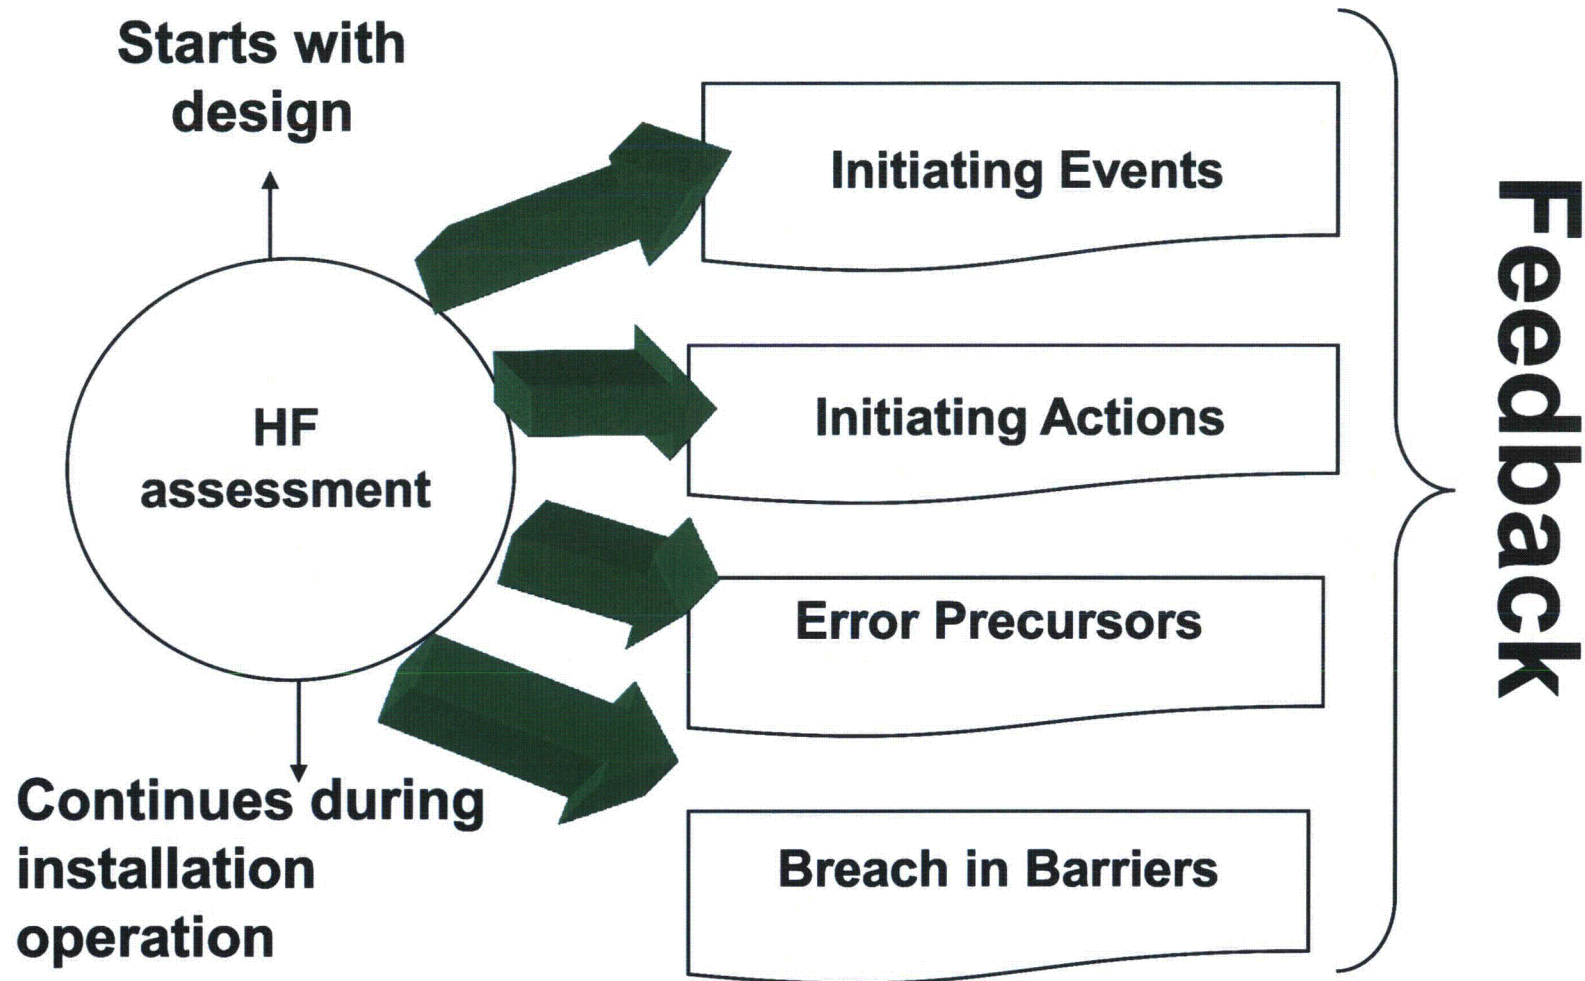 Starts with
design
HF
assessment
Continues during
installation
operation
Initiating Events
Initiating Actions
Error Precursors
Breach in Barriers
Feedback